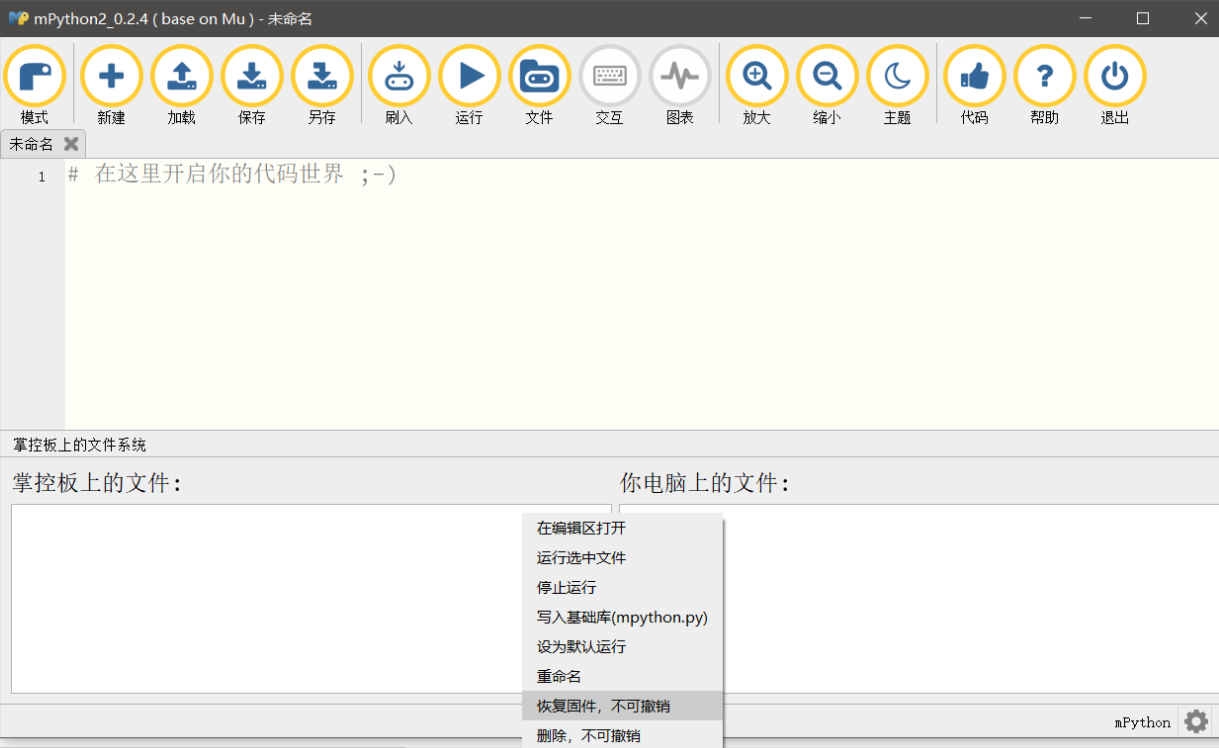 mPython2_0.2.4 ( base on Mu ) - 未命名
模式 新建 加载 保存 另存 刷入 运行 文件 交互 图表 放大 缩小 主题 代码 帮助 退出
未命名
1 # 在这里开启你的代码世界 ;-)
掌控板上的文件系统
掌控板上的文件: 你电脑上的文件:
在编辑区打开
运行选中文件
停止运行
写入基础库(mpython.py)
设为默认运行
重命名
恢复固件，不可撤销
删除，不可撤销
mPython